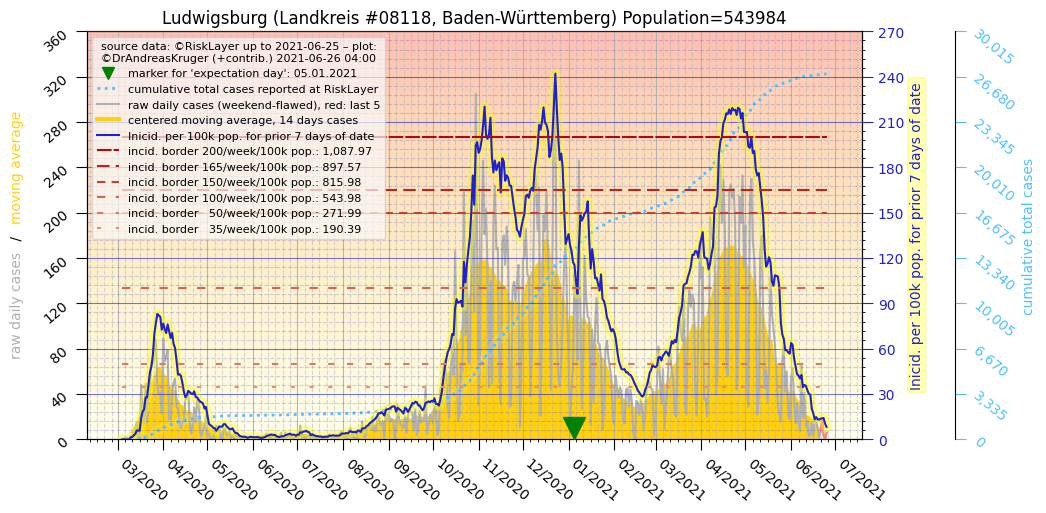 Ludwigsburg (Landkreis #08118, Baden-Württemberg) Population=543984
source data: ©RiskLayer up to 2021-06-25 – plot:
©DrAndreasKruger (+contrib.) 2021-06-26 04:00
marker for 'expectation day': 05.01.2021
cumulative total cases reported at RiskLayer
raw daily cases (weekend-flawed), red: last 5
centered moving average, 14 days cases
Inicid. per 100k pop. for prior 7 days of date
incid. border 200/week/100k pop.: 1,087.97
incid. border 165/week/100k pop.: 897.57
incid. border 150/week/100k pop.: 815.98
incid. border 100/week/100k pop.: 543.98
incid. border 50/week/100k pop.: 271.99
incid. border 35/week/100k pop.: 190.39
raw daily cases / moving average
360
320
280
240
200
160
120
80
40
0
03/2020
04/2020
05/2020
06/2020
07/2020
08/2020
09/2020
10/2020
11/2020
12/2020
01/2021
02/2021
03/2021
04/2021
05/2021
06/2021
07/2021
270
240
210
180
150
120
90
60
30
0
Inicid. per 100k pop. for prior 7 days of date
30,015
26,680
23,345
20,010
16,675
13,340
10,005
6,670
3,335
0
cumulative total cases